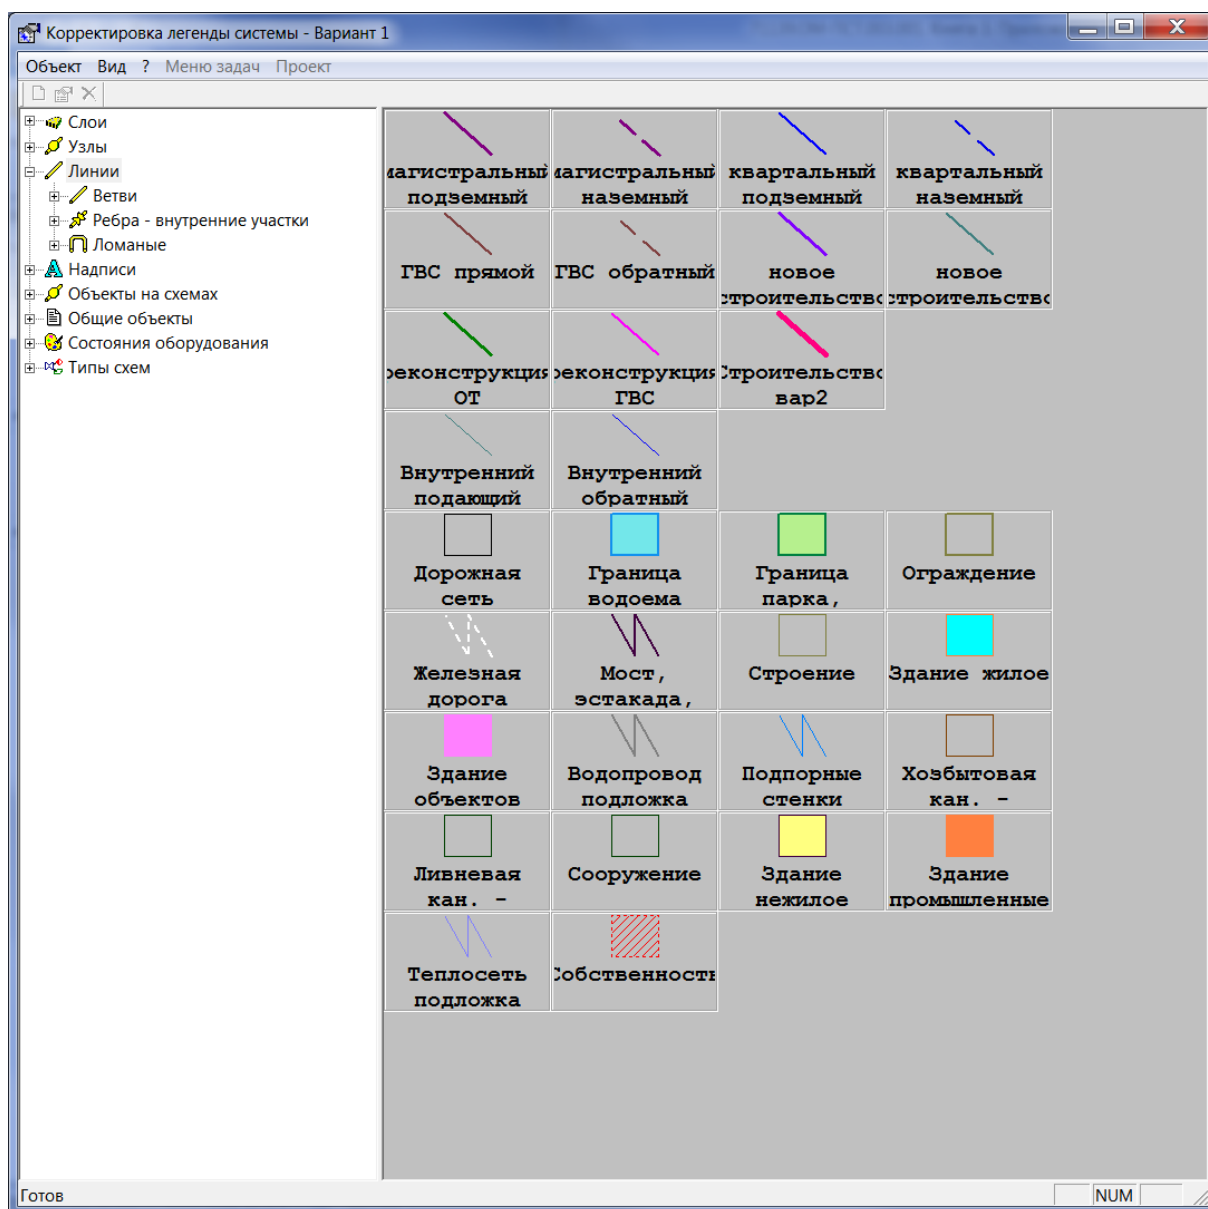 Корректировка легенды системы - Вариант 1
Объект Вид ? Меню задач Проект
Слои
Узлы
Линии
Ветви
Ребра - внутренние участки
Ломаные
Надписи
Объекты на схемах
Общие объекты
Состояния оборудования
Типы схем
магистральный магистральный квартальный квартальный
подземный наземный подземный наземный
ГВС прямой ГВС обратный новое новое
строительство строительство
реконструкция реконструкция Строительство
ОТ ГВС вар2
Внутренний Внутренний
подающий обратный
Дорожная Граница Граница Ограждение
сеть водоема парка,
Железная Мост, Строение Здание жилое
дорога эстакада,
Здание Водопровод Подпорные Хозбытовая
объектов подложка стенки кан. -
Ливневая Сооружение Здание Здание
кан. - нежилое промышленные
Теплосеть Собственность
подложка
Готов
NUM